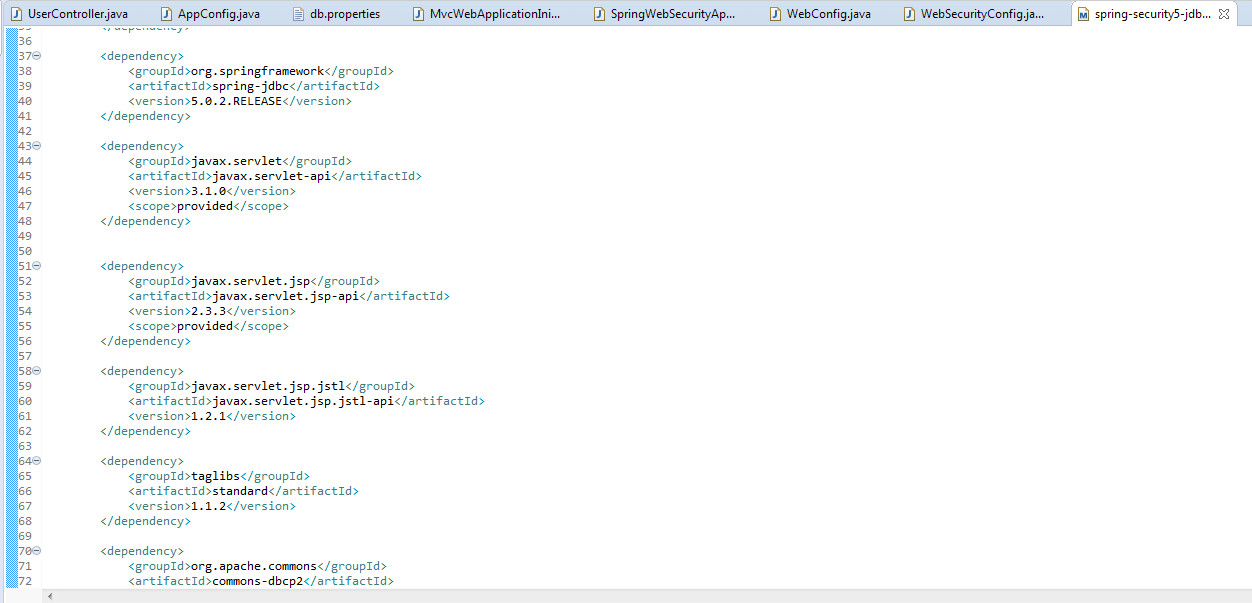 UserController.java AppConfig.java db.properties MvcWebApplicationIni... SpringWebSecurityAp... WebConfig.java WebSecurityConfig.ja... spring-security5-jdb...
35 </dependency>
36
37 <dependency>
38 <groupId>org.springframework</groupId>
39 <artifactId>spring-jdbc</artifactId>
40 <version>5.0.2.RELEASE</version>
41 </dependency>
42
43 <dependency>
44 <groupId>javax.servlet</groupId>
45 <artifactId>javax.servlet-api</artifactId>
46 <version>3.1.0</version>
47 <scope>provided</scope>
48 </dependency>
49
50
51 <dependency>
52 <groupId>javax.servlet.jsp</groupId>
53 <artifactId>javax.servlet.jsp-api</artifactId>
54 <version>2.3.3</version>
55 <scope>provided</scope>
56 </dependency>
57
58 <dependency>
59 <groupId>javax.servlet.jsp.jstl</groupId>
60 <artifactId>javax.servlet.jsp.jstl-api</artifactId>
61 <version>1.2.1</version>
62 </dependency>
63
64 <dependency>
65 <groupId>taglibs</groupId>
66 <artifactId>standard</artifactId>
67 <version>1.1.2</version>
68 </dependency>
69
70 <dependency>
71 <groupId>org.apache.commons</groupId>
72 <artifactId>commons-dbcp2</artifactId>